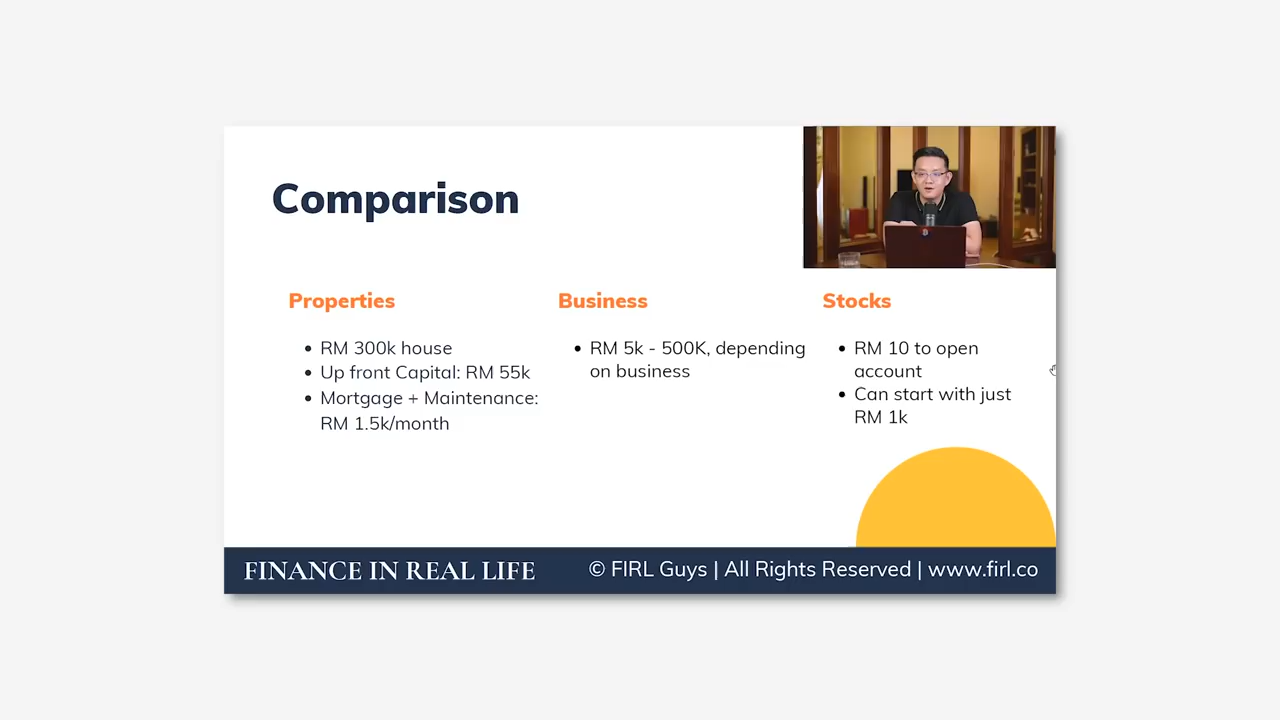 Comparison
Properties
RM 300k house
Up front Capital: RM 55k
Mortgage + Maintenance:
RM 1.5k/month
Business
RM 5k - 500K, depending
on business
Stocks
RM 10 to open
account
Can start with just
RM 1k
FINANCE IN REAL LIFE
© FIRL Guys | All Rights Reserved | www.firl.co